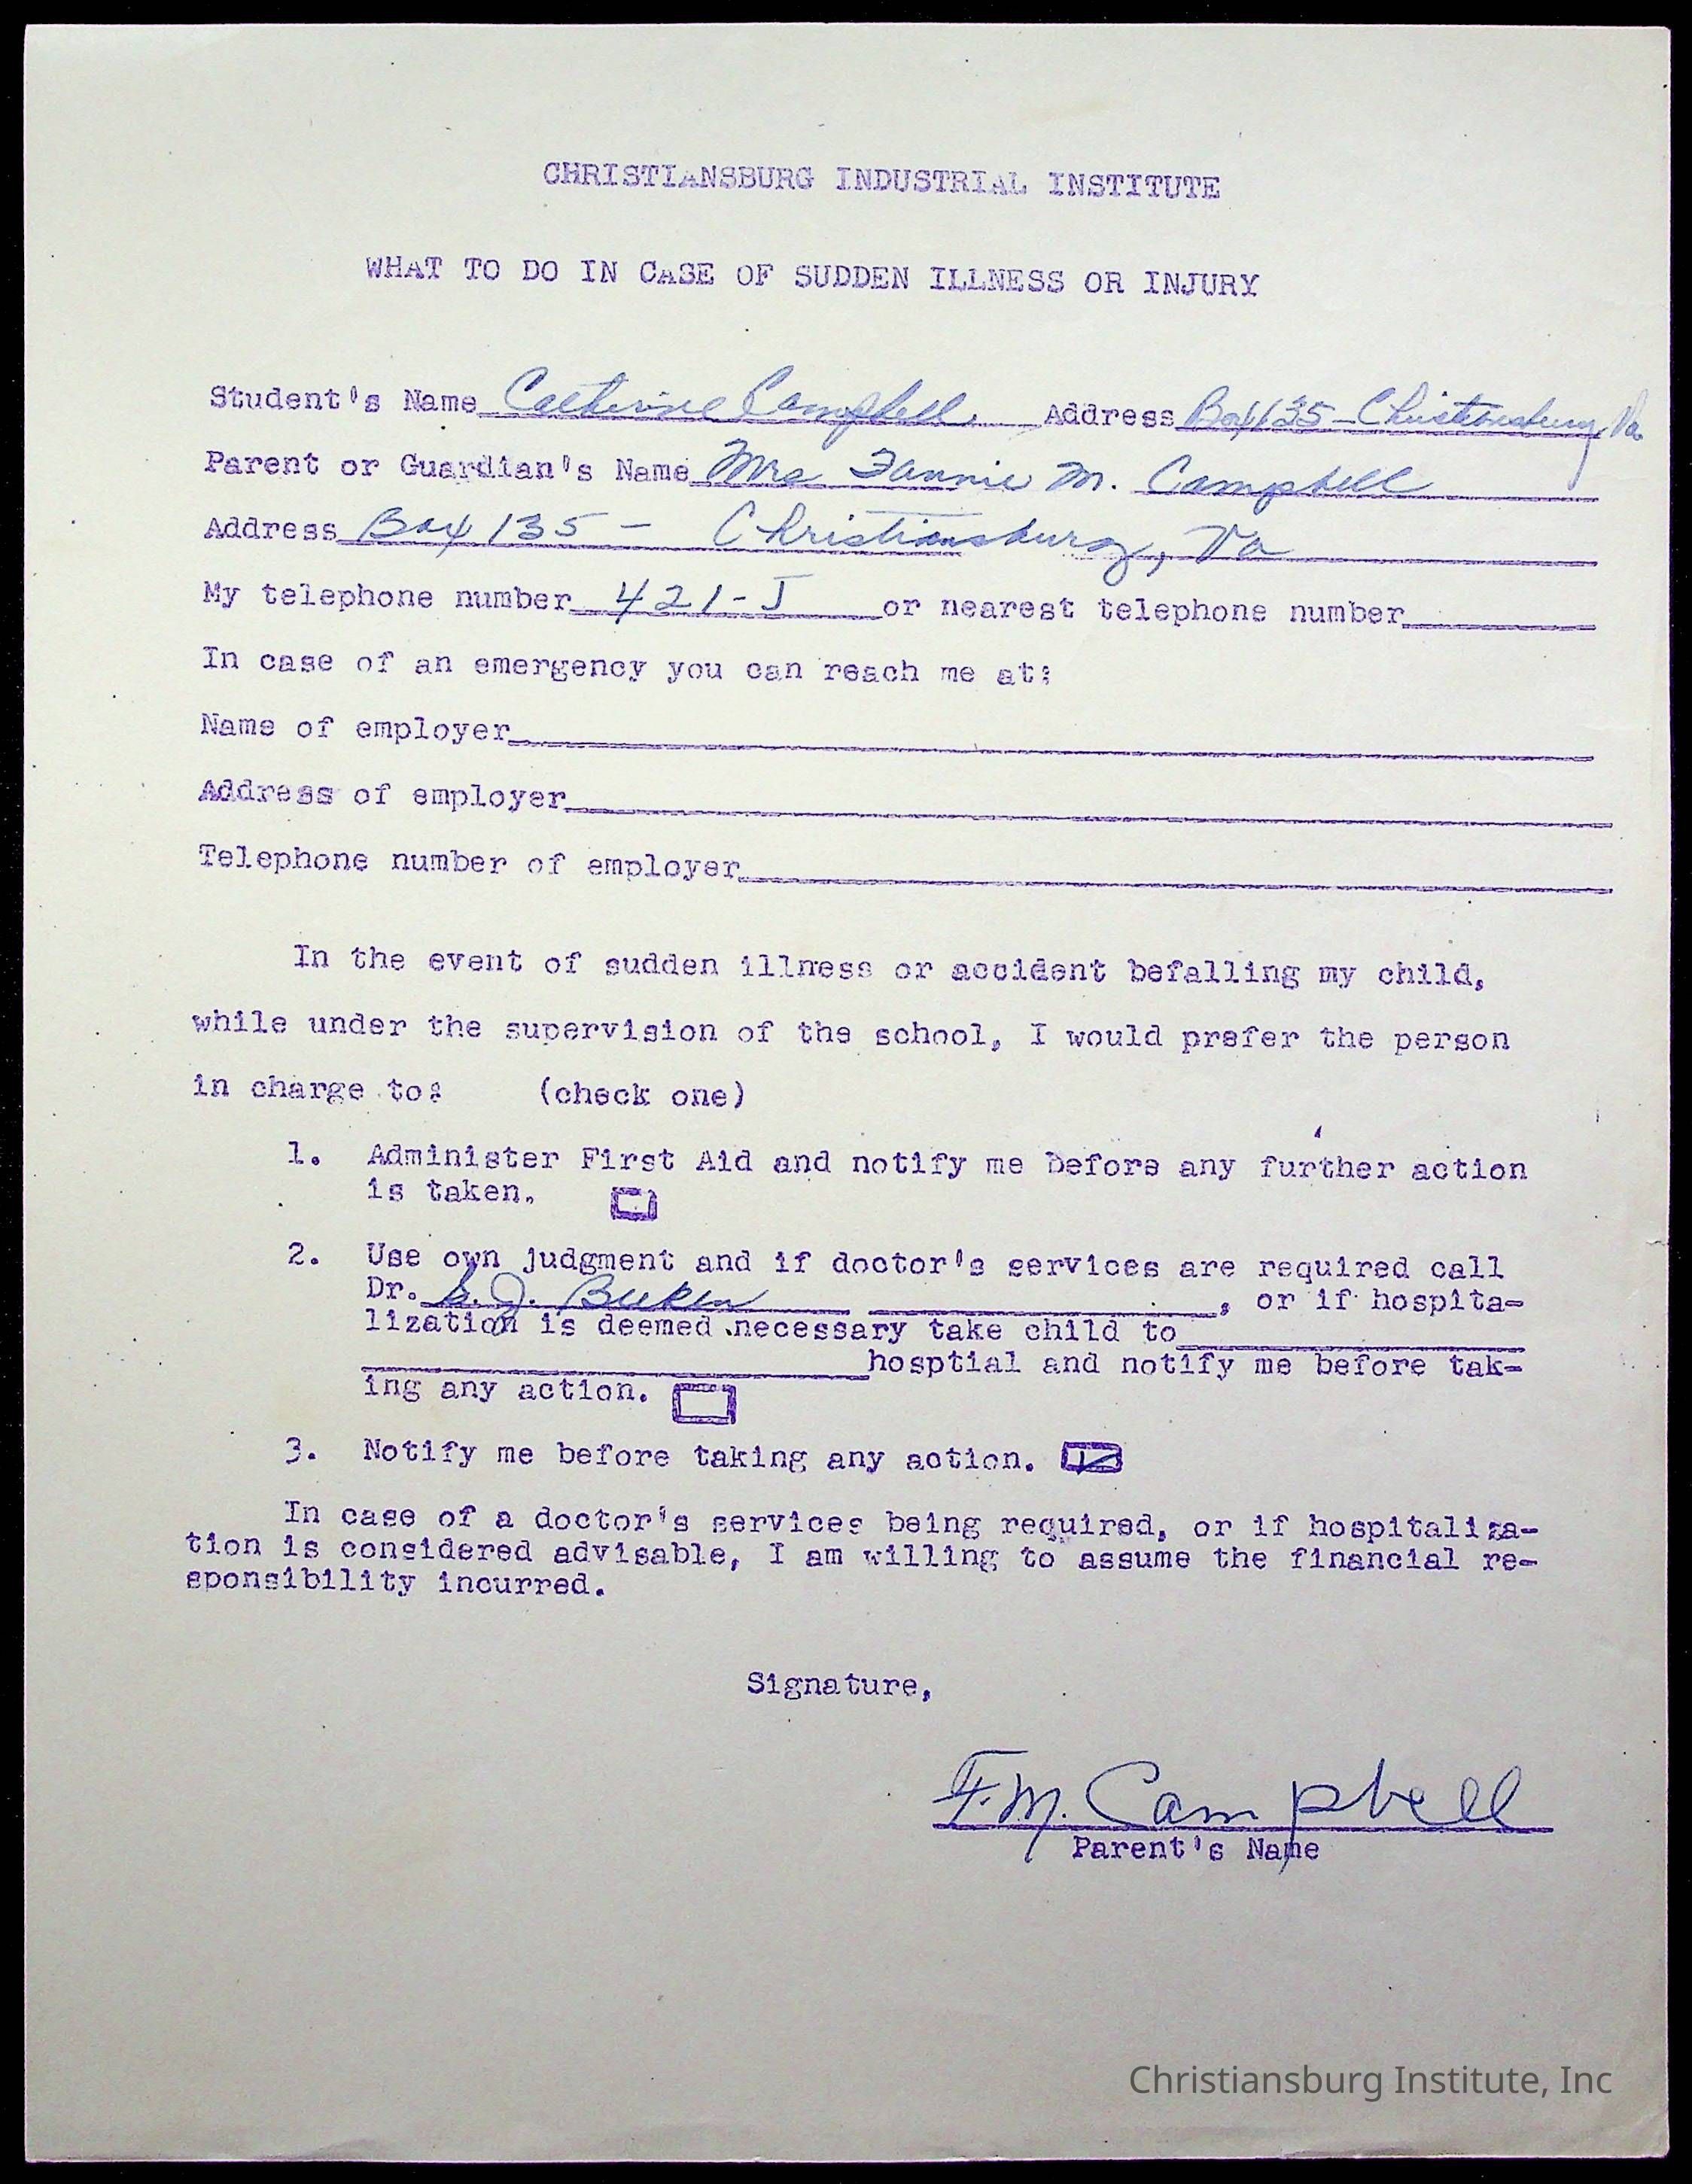 CHRISTIANSBURG INDUSTRIAL INSTITUTE
WHAT TO DO IN CASE OF SUDDEN ILLNESS OR INJURY
Student's Name Catherine Campbell Address Box 135 - Christiansburg, Va.
Parent or Guardian's Name Mrs Fannie M. Campbell
Address Box 135 - Christiansburg, Va
My telephone number 421-J or nearest telephone number
In case of an emergency you can reach me at:
Name of employer
Address of employer
Telephone number of employer
In the event of sudden illness or accident befalling my child,
while under the supervision of the school, I would prefer the person
in charge to: (check one)
1. Administer First Aid and notify me before any further action
is taken.
2. Use own judgment and if doctor's services are required call
Dr. J. , or if hospita-
lization is deemed necessary take child to
hosptial and notify me before tak-
ing any action.
3. Notify me before taking any action.
In case of a doctor's services being required, or if hospitaliza-
tion is considered advisable, I am willing to assume the financial re-
sponsibility incurred.
Signature,
F. M. Campbell
Parent's Name
Christiansburg Institute, Inc